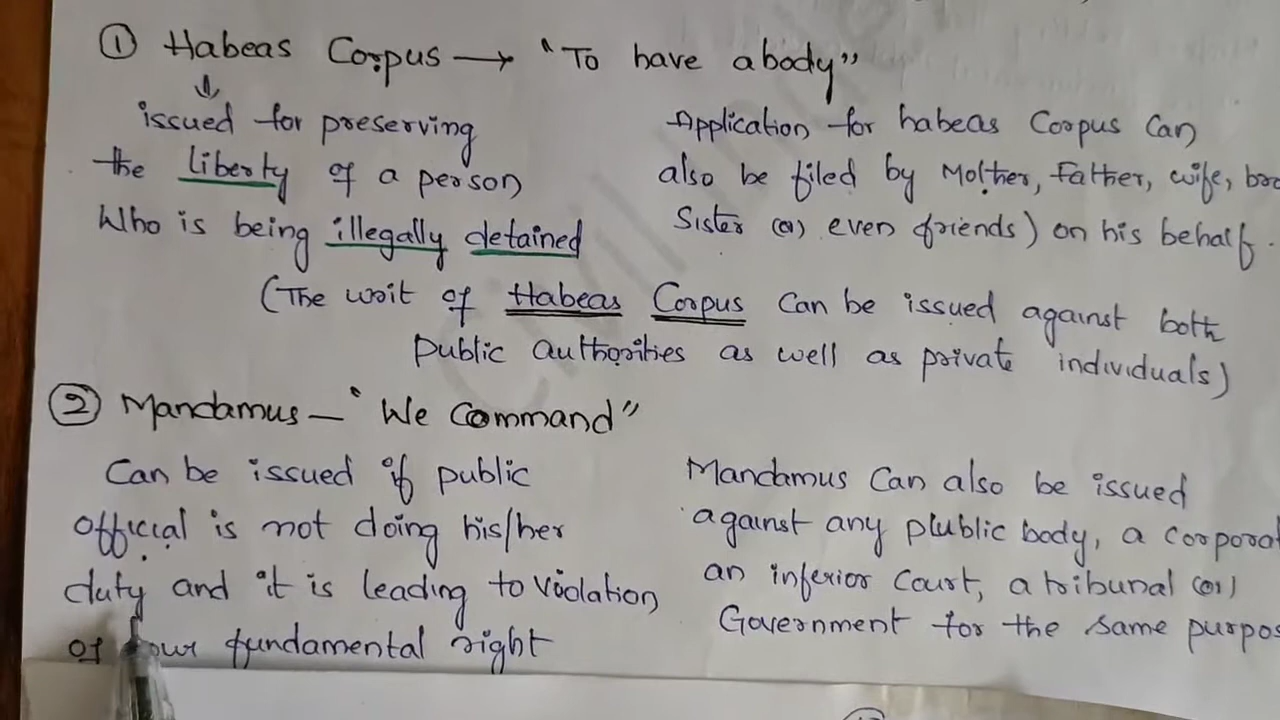 ① Habeas Corpus → "To have a body"
↓
issued for preserving
the liberty of a person
Who is being illegally detained
Application for habeas Corpus Can
also be filed by Mother, Father, wife,
Sister (or) even friends) on his behalf.
(The writ of Habeas Corpus can be issued against both
public authorities as well as private individuals)
② Mandamus – "We Command"
Can be issued if public
official is not doing his/her
duty and it is leading to violation
of our fundamental right
Mandamus Can also be issued
against any plublic body, a
an inferior court, a tribunal (or)
Government for the same